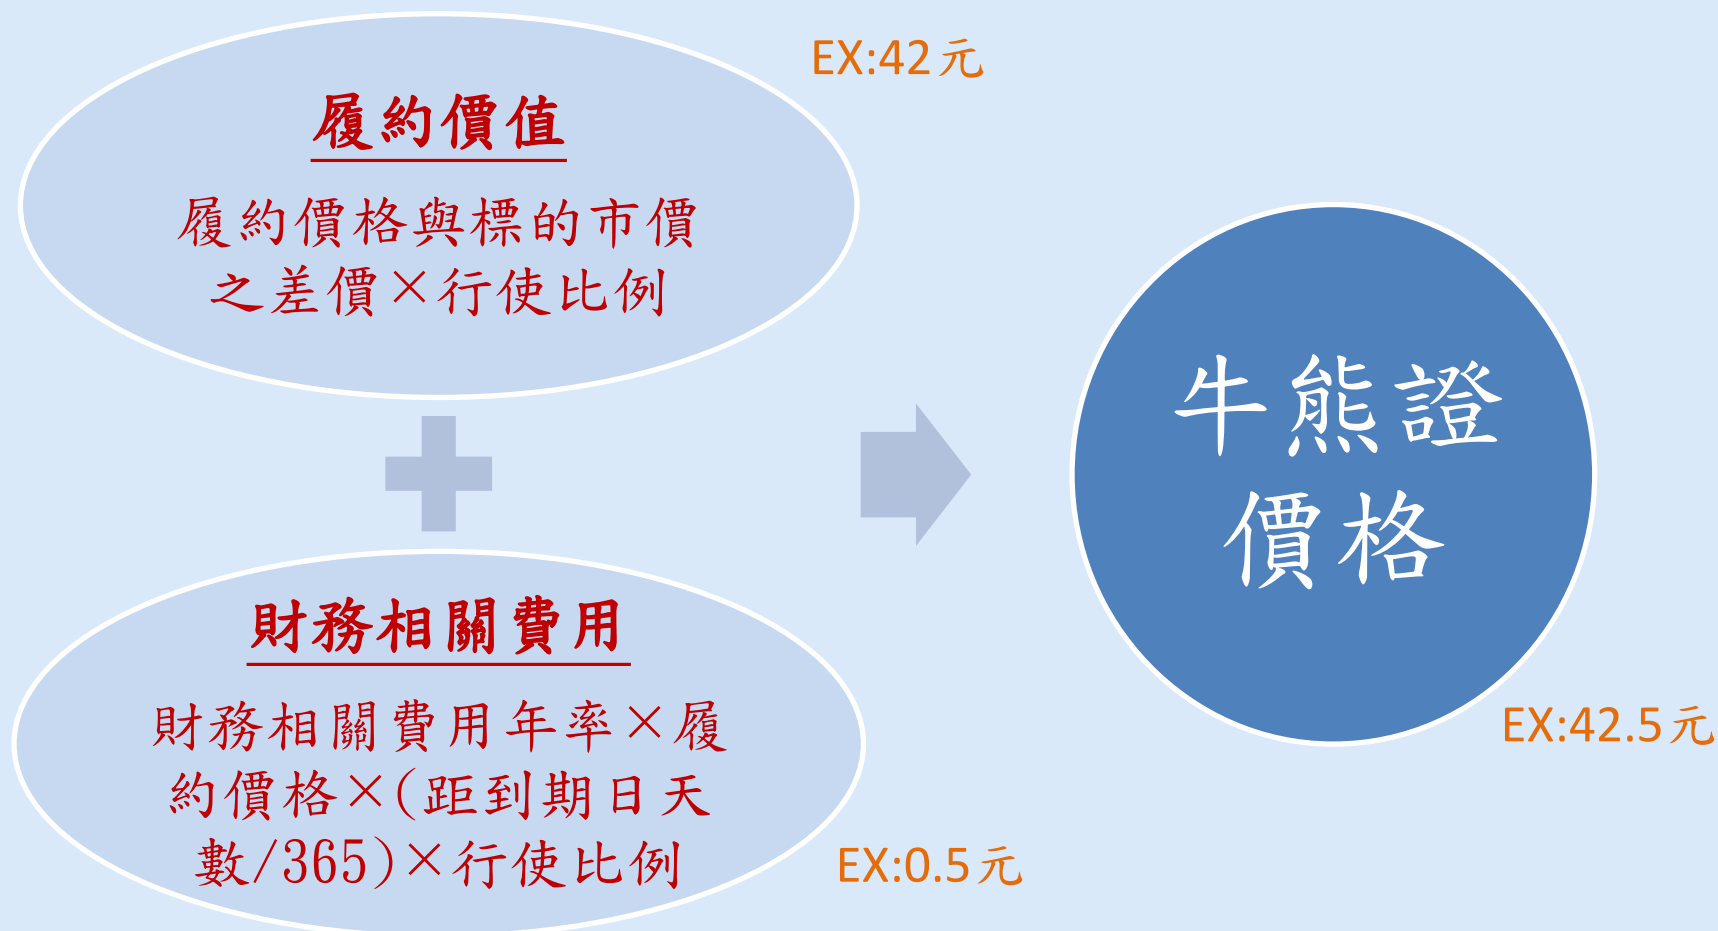 EX:42元
履約價值
履約價格與標的市價
之差價×行使比例
財務相關費用
財務相關費用年率×履
約價格×(距到期日天
數/365)×行使比例
EX:0.5元
牛熊證
價格
EX:42.5元